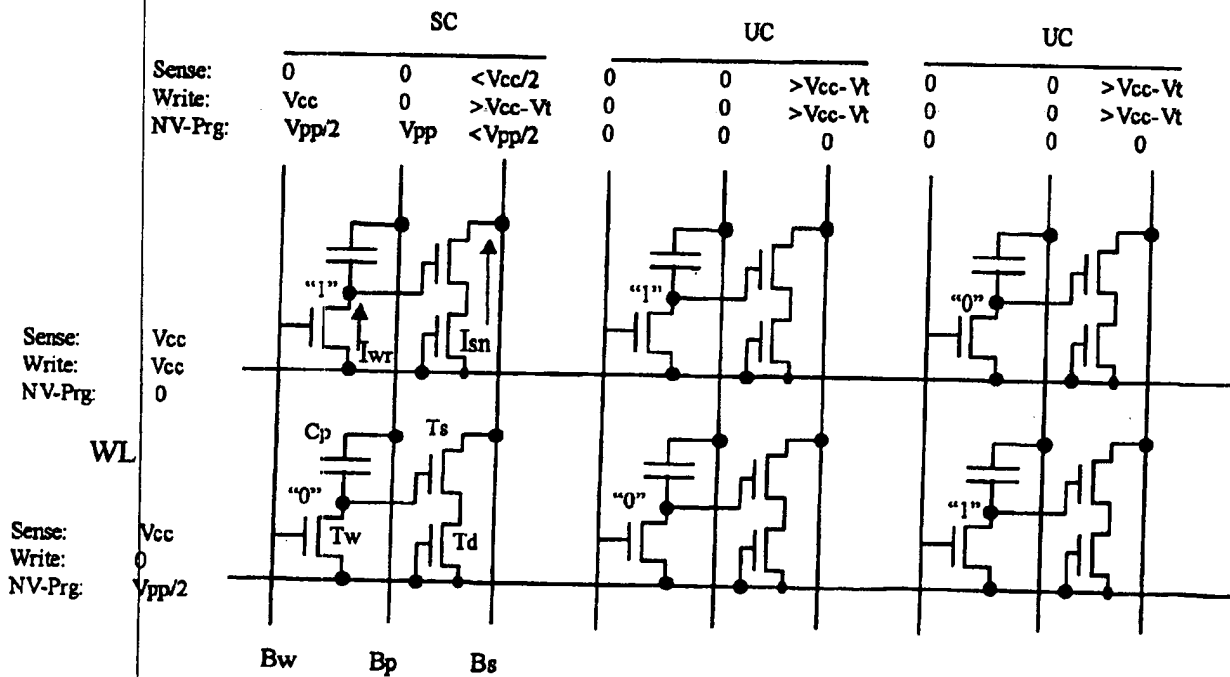 SC UC UC
Sense: 0 0 <Vcc/2 0 0 >Vcc-Vt 0 0 >Vcc-Vt
Write: Vcc 0 >Vcc-Vt 0 0 >Vcc-Vt 0 0 >Vcc-Vt
NV-Prg: Vpp/2 Vpp <Vpp/2 0 0 0 0 0 0
"1" "1" "0"
Iwr Isn
Sense: Vcc
Write: Vcc
NV-Prg: 0
Cp Ts
WL
"0" "0" "1"
Tw Td
Sense: Vcc
Write: 0
NV-Prg: Vpp/2
Bw Bp Bs